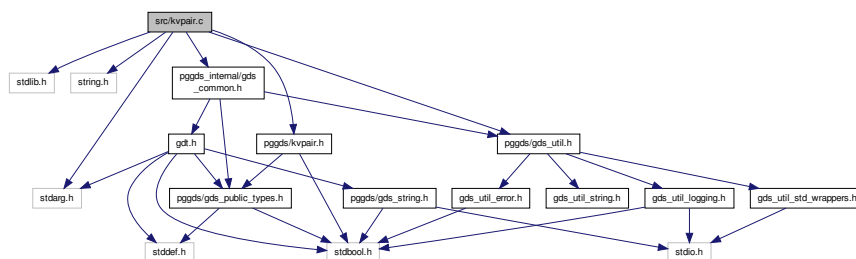 src/kvpair.c
stdlib.h
string.h
pggds_internal/gds
_common.h
gdt.h
pggds/kvpair.h
pggds/gds_util.h
stdarg.h
pggds/gds_public_types.h
pggds/gds_string.h
gds_util_error.h
gds_util_string.h
gds_util_logging.h
gds_util_std_wrappers.h
stddef.h
stdbool.h
stdio.h